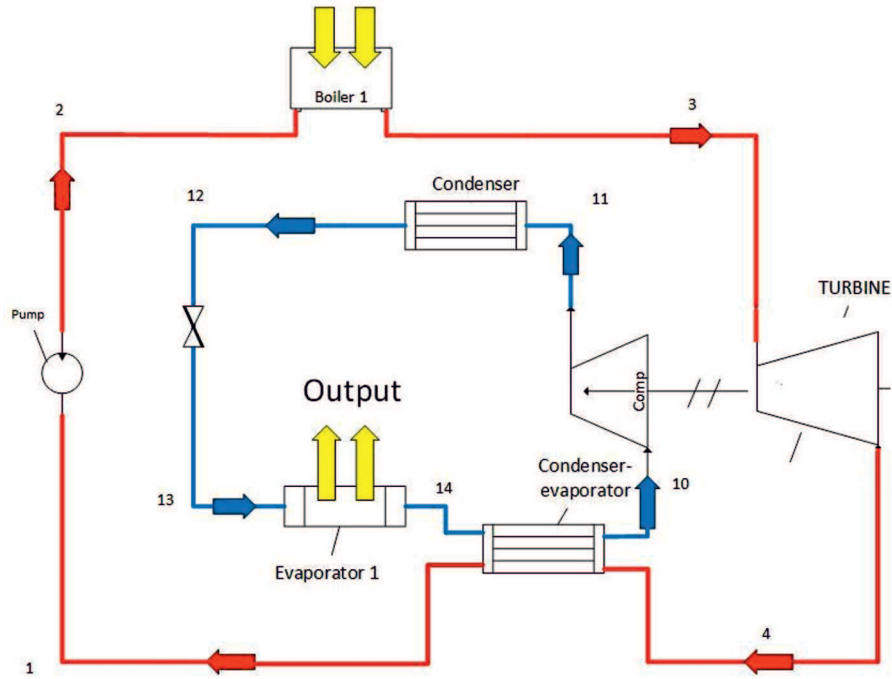 Boiler 1
2
3
12
Condenser
11
TURBINE
Pump
Output
Comp
Condenser-
evaporator
13
14
10
Evaporator 1
4
1